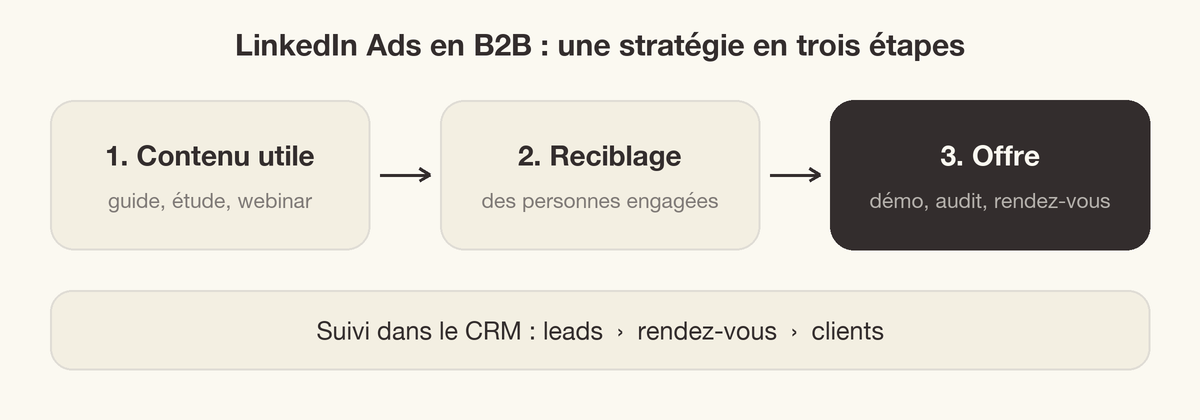 LinkedIn Ads en B2B : une stratégie en trois étapes
1. Contenu utile
guide, étude, webinar
2. Reciblage
des personnes engagées
3. Offre
démo, audit, rendez-vous
Suivi dans le CRM : leads › rendez-vous › clients